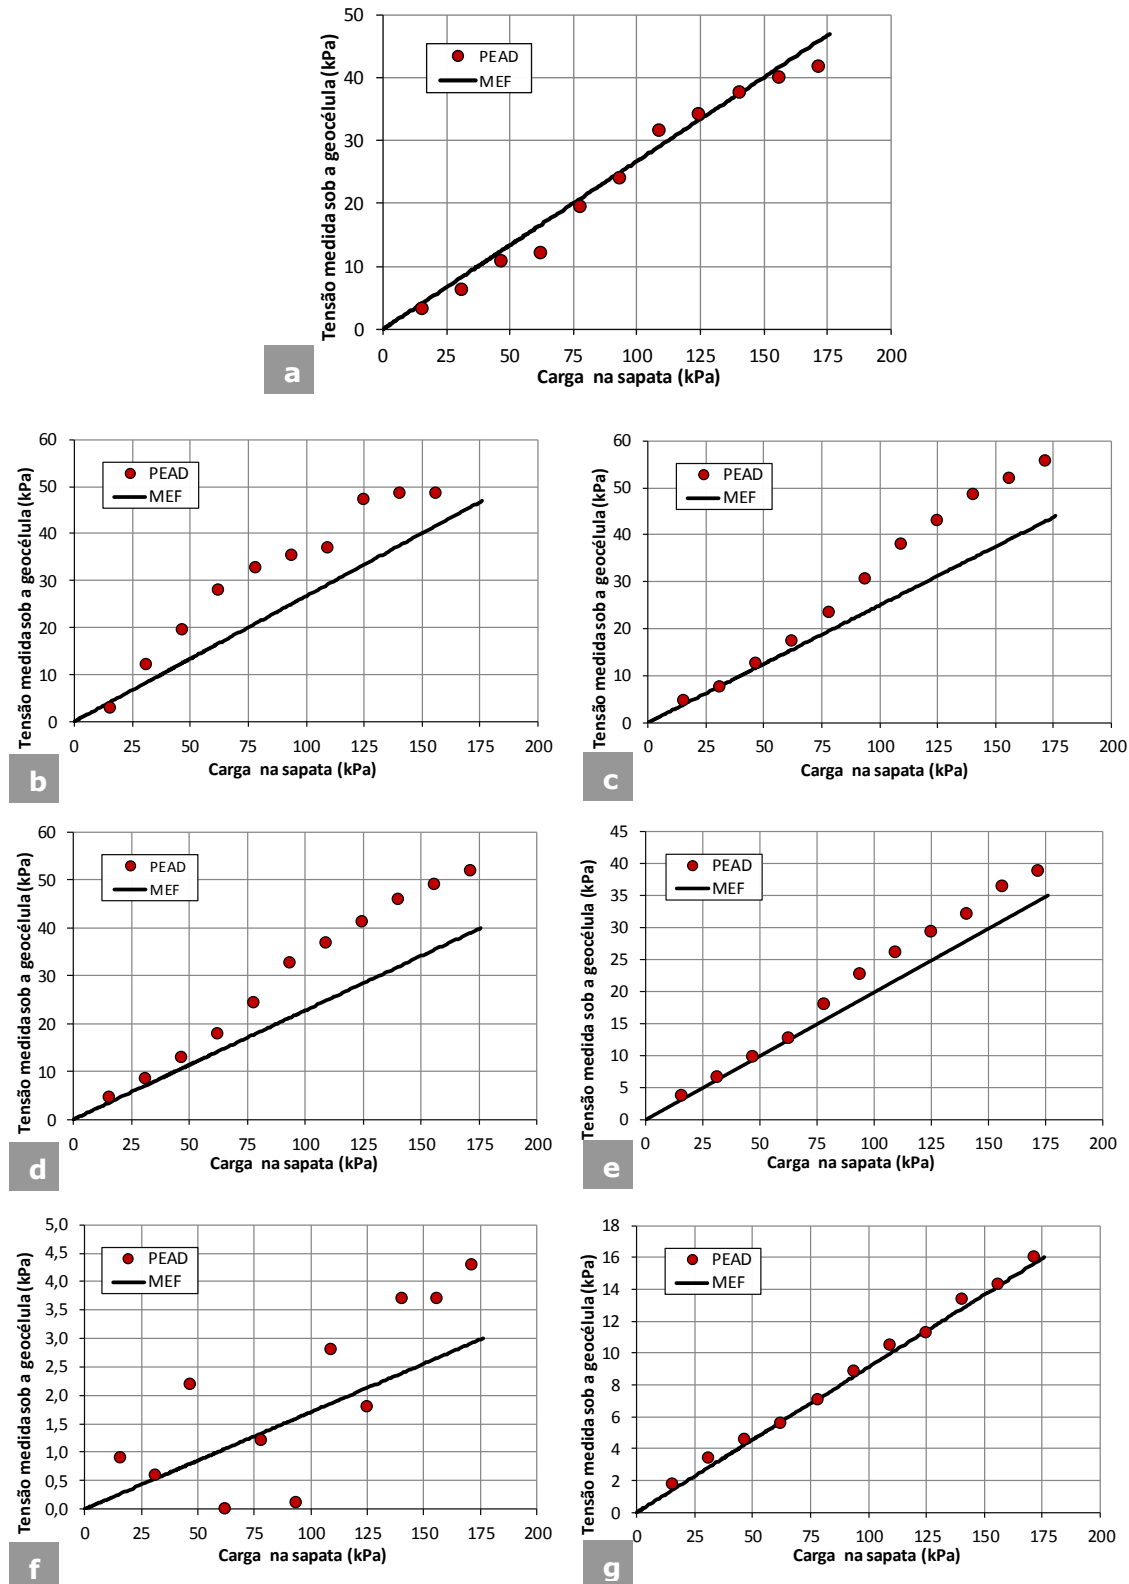 50
40
30
20
10
0
PEAD
MEF
Tensão medida sob a geocélula (kPa)
0 25 50 75 100 125 150 175 200
Carga na sapata (kPa)
a
60
50
40
30
20
10
0
PEAD
MEF
Tensão medida sob a geocélula (kPa)
0 25 50 75 100 125 150 175 200
Carga na sapata (kPa)
b
60
50
40
30
20
10
0
PEAD
MEF
Tensão medida sob a geocélula (kPa)
0 25 50 75 100 125 150 175 200
Carga na sapata (kPa)
c
60
50
40
30
20
10
0
PEAD
MEF
Tensão medida sob a geocélula (kPa)
0 25 50 75 100 125 150 175 200
Carga na sapata (kPa)
d
45
40
35
30
25
20
15
10
5
0
PEAD
MEF
Tensão medida sob a geocélula (kPa)
0 25 50 75 100 125 150 175 200
Carga na sapata (kPa)
e
5,0
4,5
4,0
3,5
3,0
2,5
2,0
1,5
1,0
0,5
0,0
PEAD
MEF
Tensão medida sob a geocélula (kPa)
0 25 50 75 100 125 150 175 200
Carga na sapata (kPa)
f
18
16
14
12
10
8
6
4
2
0
PEAD
MEF
Tensão medida sob a geocélula (kPa)
0 25 50 75 100 125 150 175 200
Carga na sapata (kPa)
g